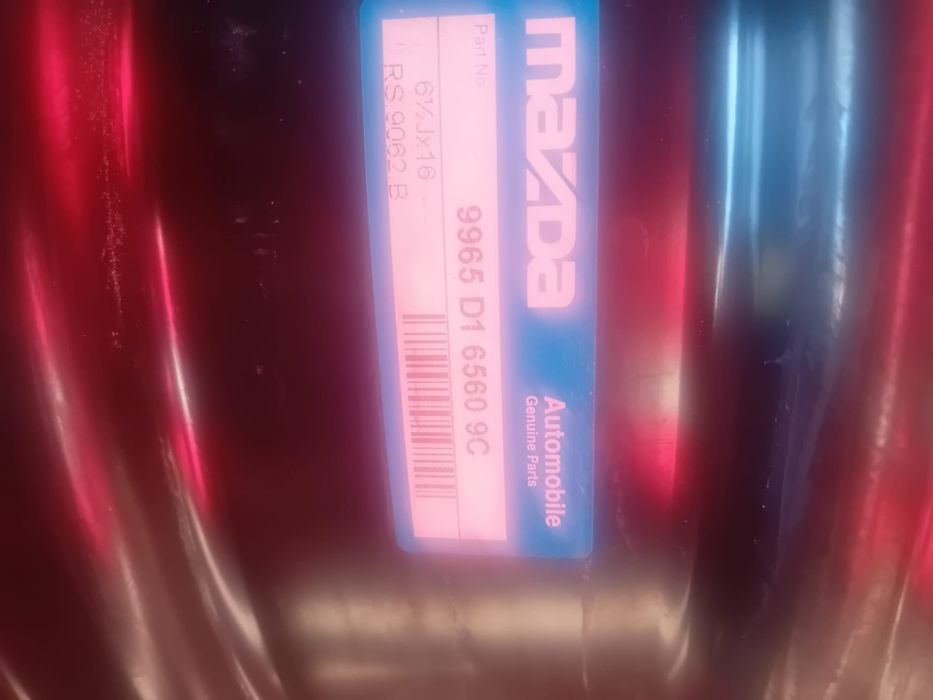 mazda
Automobile
Genuine Parts
Part No
9965 D1 6560 9C
6½Jx16
RS.9062.B